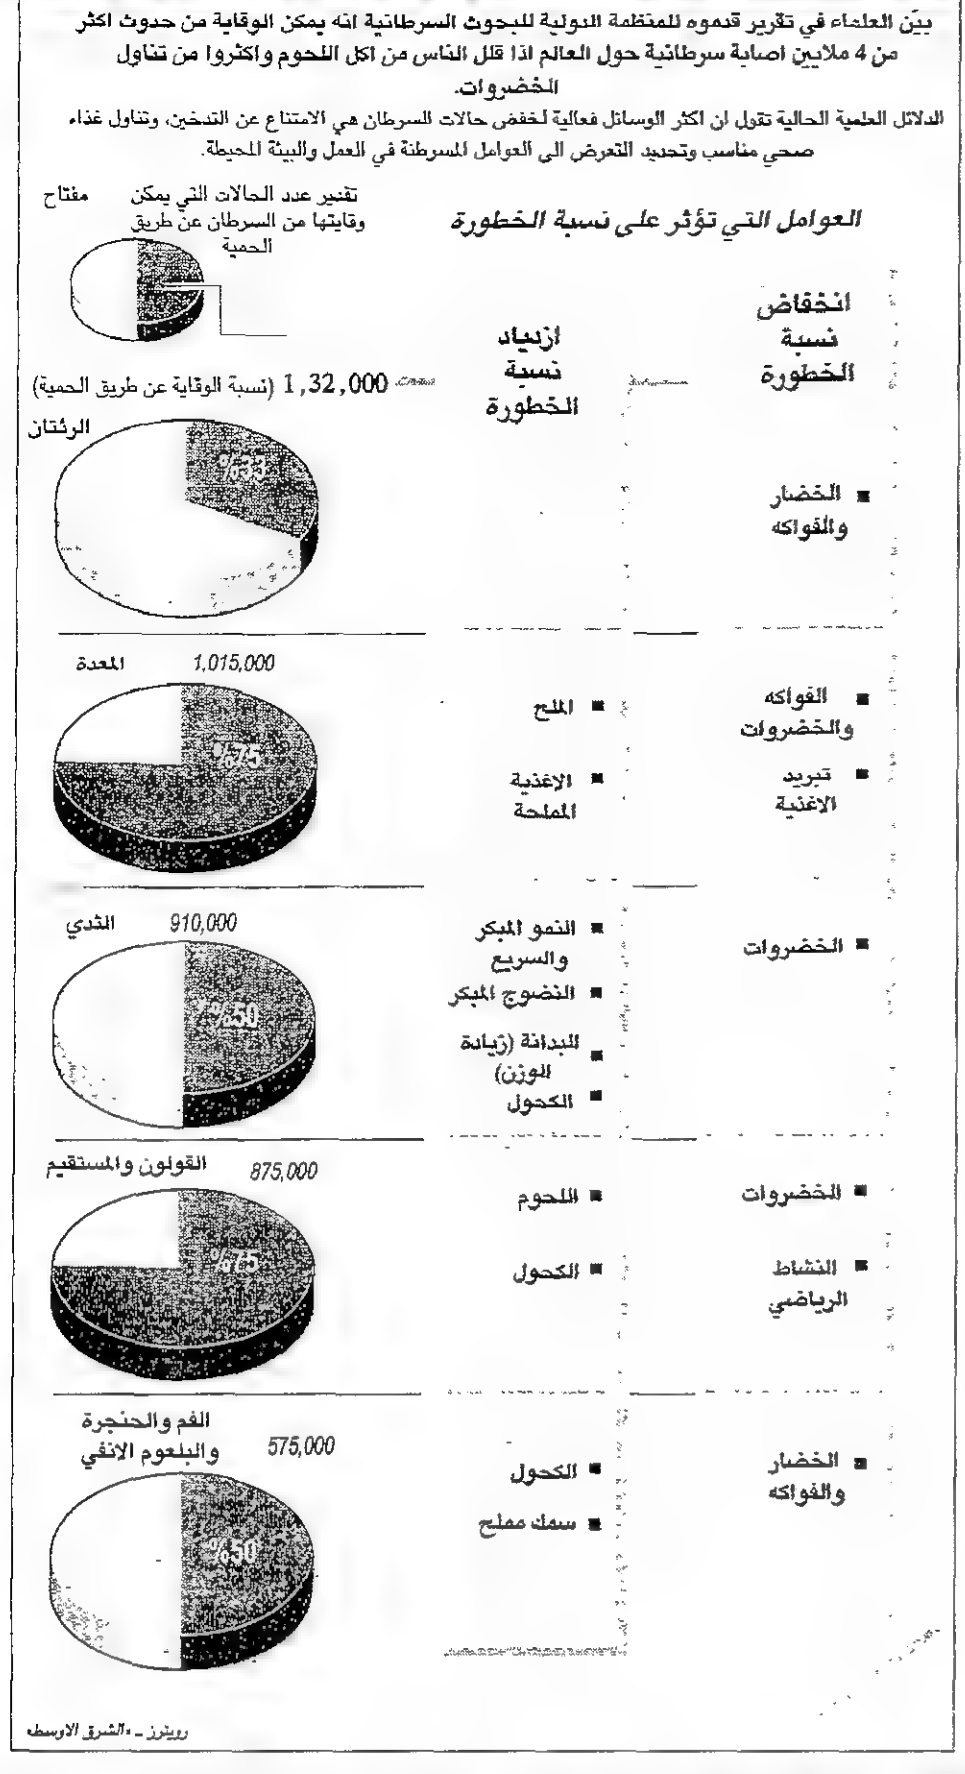 بيّن العلماء في تقرير قدموه للمنظمة الدولية للبحوث السرطانية انه يمكن الوقاية من حدوث اكثر
من 4 ملايين اصابة سرطانية حول العالم اذا قلل الناس من اكل اللحوم واكثروا من تناول
الخضروات.
الدلائل العلمية الحالية تقول ان اكثر الوسائل فعالية لخفض حالات السرطان هي الامتناع عن التدخين، وتناول غذاء
صحي مناسب وتحديد التعرض الى العوامل المسرطنة في العمل والبيئة المحيطة.
العوامل التي تؤثر على نسبة الخطورة
انخفاض
نسبة
الخطورة
ازدياد
نسبة
الخطورة
مفتاح
تقدير عدد الحالات التي يمكن
وقايتها من السرطان عن طريق
الحمية
1,32,000 (نسبة الوقاية عن طريق الحمية)
الرئتان
%33
■ الخضار
والفواكه
المعدة 1,015,000
%75
■ الملح
■ الاغذية
المملحة
■ الفواكه
والخضروات
■ تبريد
الاغذية
الثدي 910,000
%50
■ النمو المبكر
والسريع
■ النضوج المبكر
■ البدانة (زيادة
الوزن)
■ الكحول
■ الخضروات
القولون والمستقيم 875,000
%75
■ اللحوم
■ الكحول
■ الخضروات
■ النشاط
الرياضي
الفم والحنجرة
والبلعوم الانفي 575,000
%50
■ الكحول
■ سمك مملح
■ الخضار
والفواكه
رويترز ـ «الشرق الاوسط»